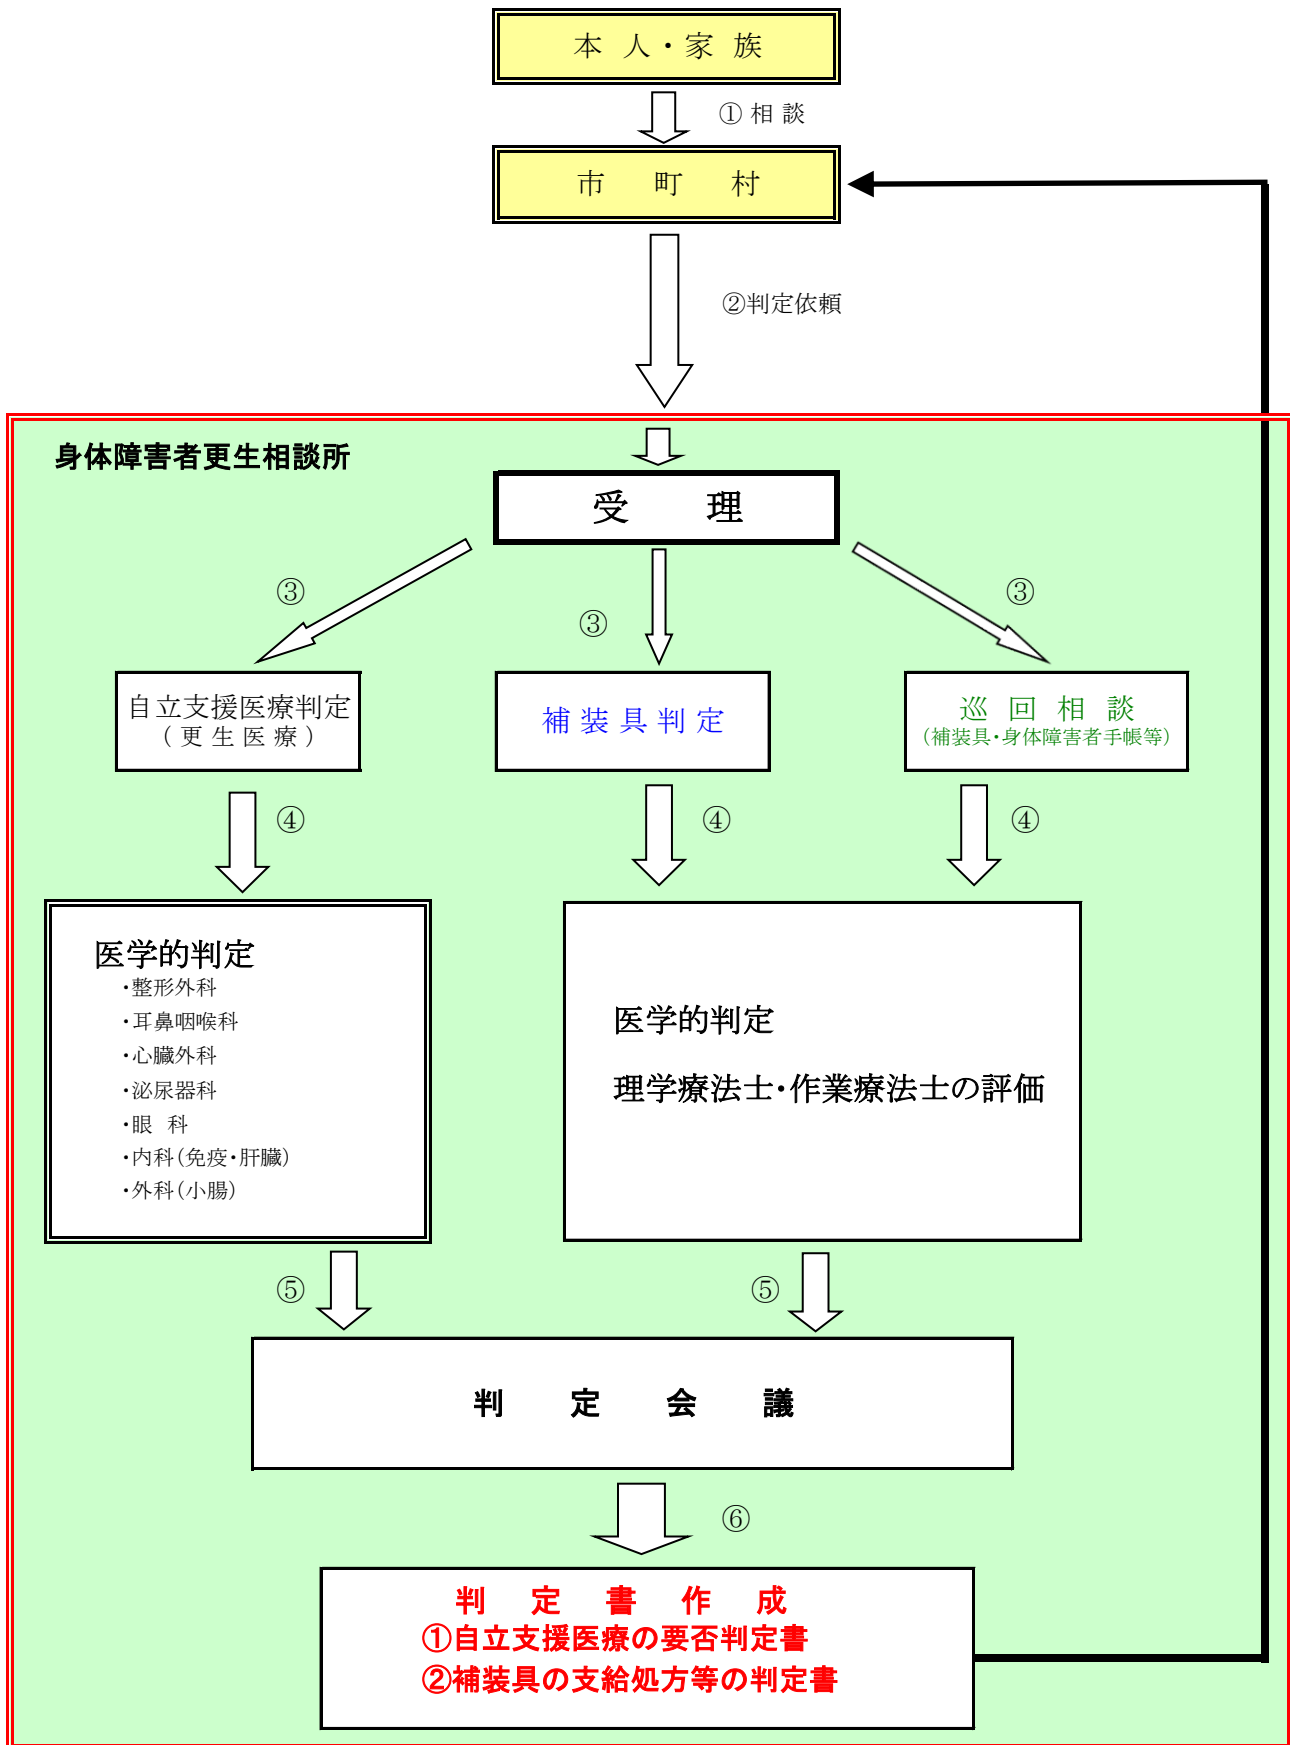 本人・家族
①相談
市町村
②判定依頼
身体障害者更生相談所
受理
③
③
③
自立支援医療判定
(更生医療)
補装具判定
巡回相談
(補装具・身体障害者手帳等)
④
④
④
医学的判定
・整形外科
・耳鼻咽喉科
・心臓外科
・泌尿器科
・眼 科
・内科(免疫・肝臓)
・外科(小腸)
医学的判定
理学療法士・作業療法士の評価
⑤
⑤
判定会議
⑥
判定書作成
①自立支援医療の要否判定書
②補装具の支給処方等の判定書